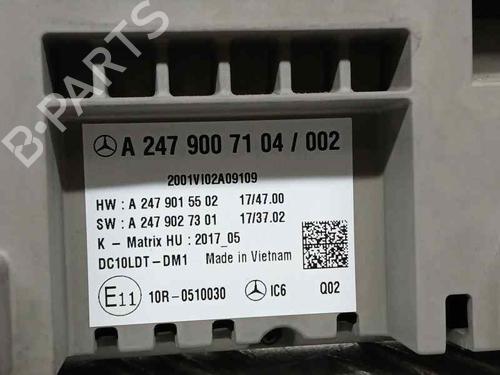 B-PARTS
A 247 900 71 04 / 002
2001VI02A09109
HW : A 247 901 55 02 17/47.00
SW : A 247 902 73 01 17/37.02
K - Matrix HU : 2017_05
DC10LDT-DM1 Made in Vietnam
E11 10R-0510030 IC6 Q02